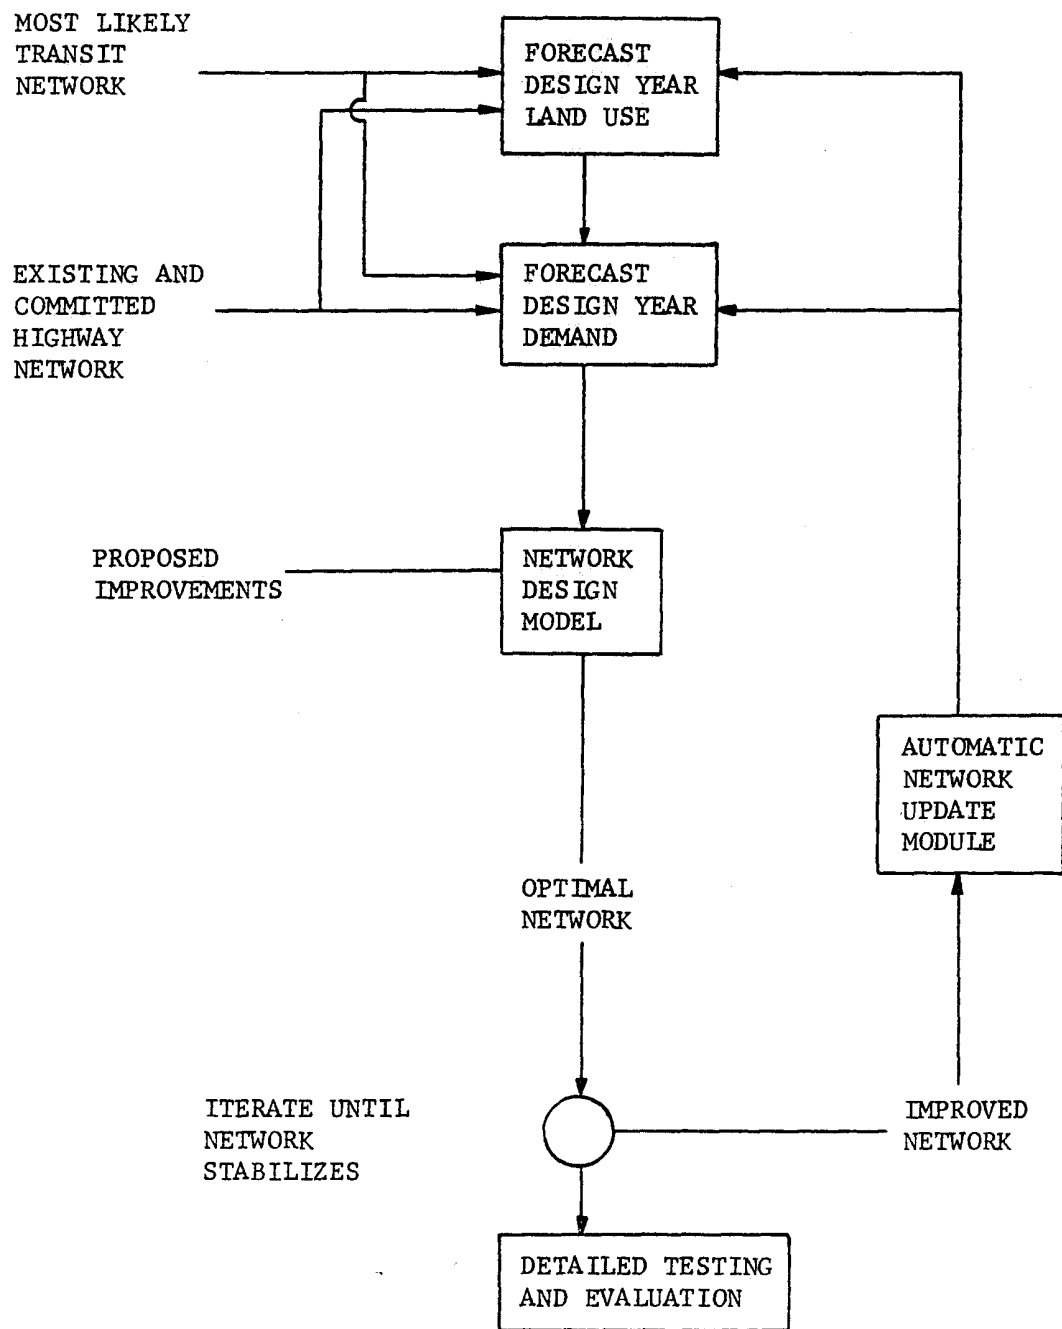 MOST LIKELY
TRANSIT
NETWORK
FORECAST
DESIGN YEAR
LAND USE
EXISTING AND
COMMITTED
HIGHWAY
NETWORK
FORECAST
DESIGN YEAR
DEMAND
PROPOSED
IMPROVEMENTS
NETWORK
DESIGN
MODEL
AUTOMATIC
NETWORK
UPDATE
MODULE
OPTIMAL
NETWORK
ITERATE UNTIL
NETWORK
STABILIZES
IMPROVED
NETWORK
DETAILED TESTING
AND EVALUATION